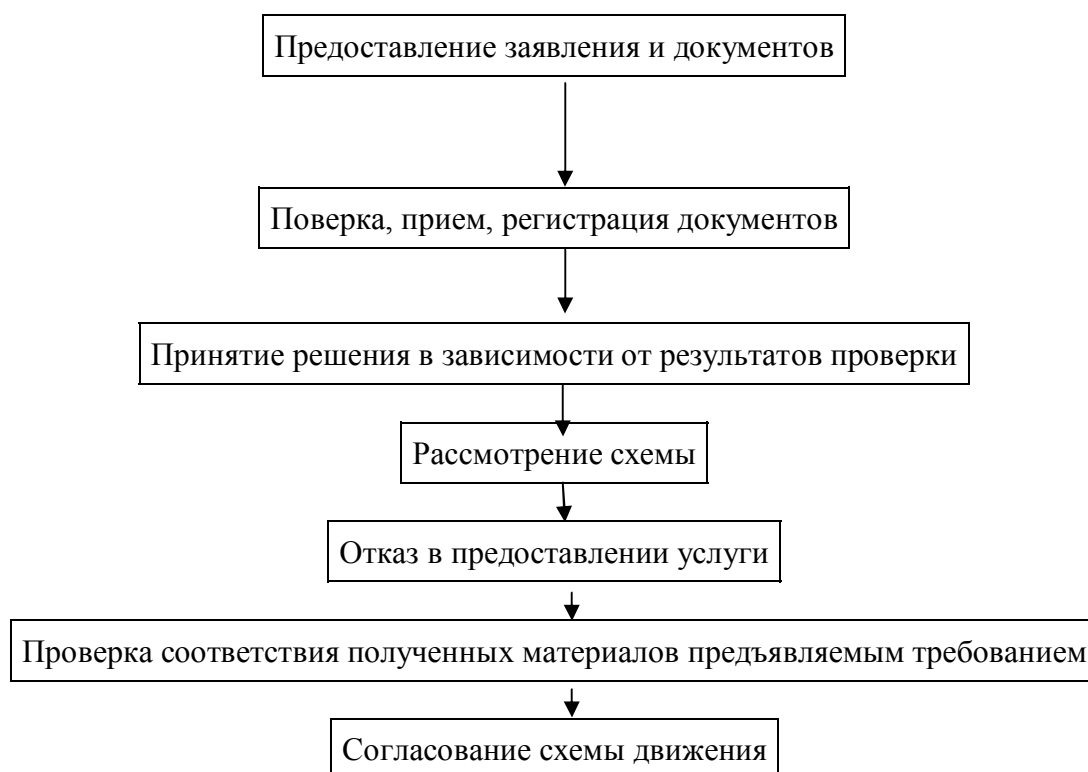 Предоставление заявления и документов
Поверка, прием, регистрация документов
Принятие решения в зависимости от результатов проверки
Рассмотрение схемы
Отказ в предоставлении услуги
Проверка соответствия полученных материалов предъявляемым требованием
Согласование схемы движения